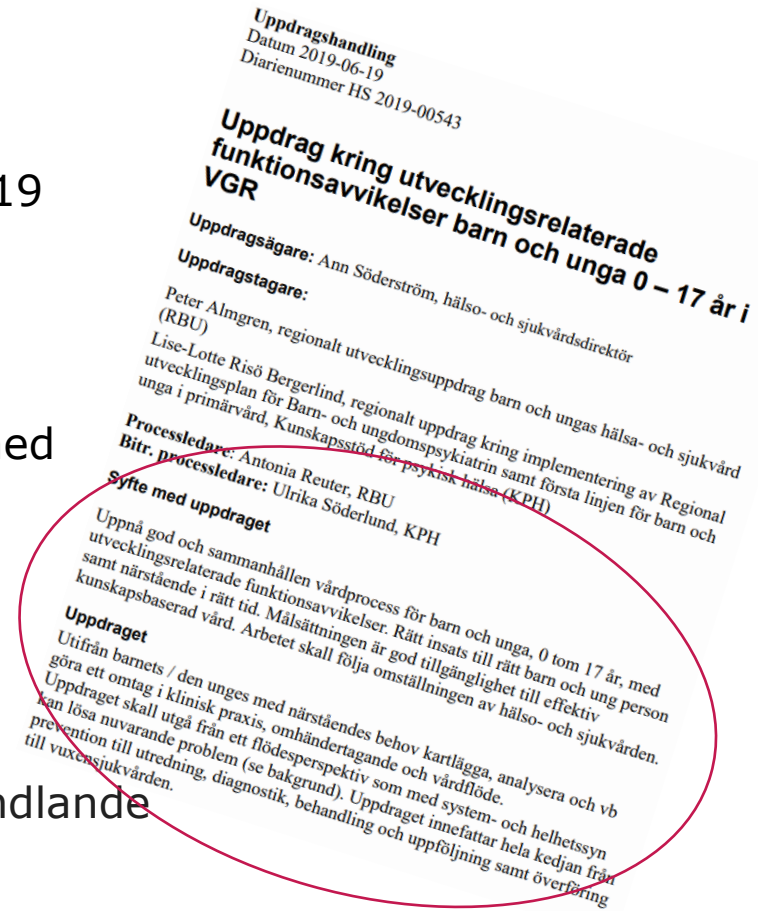 Uppdragshandling
Datum 2019-06-19
Diarienummer HS 2019-00543
Uppdrag kring utvecklingsrelaterade
funktionsavvikelser barn och unga 0 – 17 år i
VGR
Uppdragsägare: Ann Söderström, hälso- och sjukvårdsdirektör
Uppdragstagare:
Peter Almgren, regionalt utvecklingsuppdrag barn och ungas hälsa- och sjukvård
(RBU)
Lise-Lotte Risö Bergerlind, regionalt uppdrag kring implementering av Regional
utvecklingsplan för Barn- och ungdomspsykiatrin samt första linjen för barn och
unga i primärvård, Kunskapsstöd för psykisk hälsa (KPH)
Processledare: Antonia Reuter, RBU
Bitr. processledare: Ulrika Söderlund, KPH
Syfte med uppdraget
Uppnå god och sammanhållen vårdprocess för barn och unga, 0 tom 17 år, med
utvecklingsrelaterade funktionsavvikelser. Rätt insats till rätt barn och ung person
samt närstående i rätt tid. Målsättningen är god tillgänglighet till effektiv
kunskapsbaserad vård. Arbetet skall följa omställningen av hälso- och sjukvården.
Uppdraget
Utifrån barnets / den unges med närståendes behov kartlägga, analysera och vb
göra ett omtag i klinisk praxis, omhändertagande och vårdflöde.
Uppdraget skall utgå från ett flödesperspektiv som med system- och helhetssyn
kan lösa nuvarande problem (se bakgrund). Uppdraget innefattar hela kedjan från
prevention till utredning, diagnostik, behandling och uppföljning samt överföring
till vuxensjukvården.
19
ed
ndlande